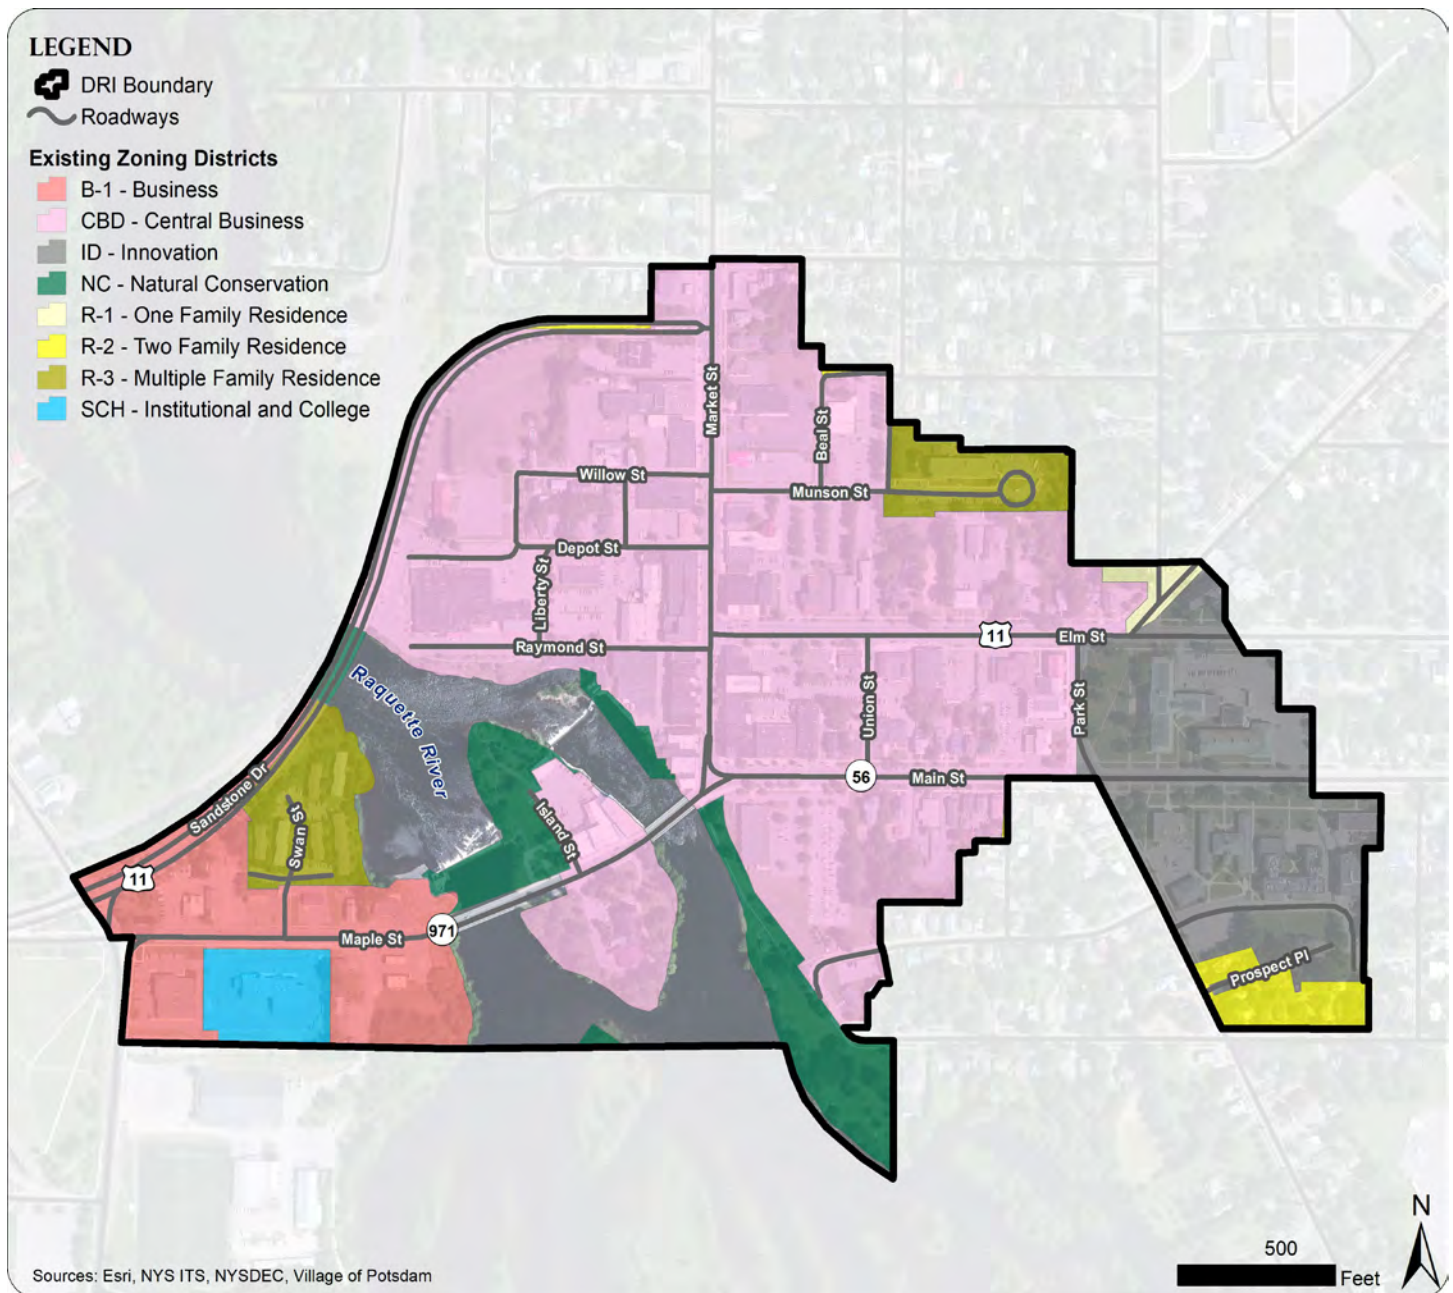 LEGEND
DRI Boundary
Roadways
Existing Zoning Districts
B-1 - Business
CBD - Central Business
ID - Innovation
NC - Natural Conservation
R-1 - One Family Residence
R-2 - Two Family Residence
R-3 - Multiple Family Residence
SCH - Institutional and College
Market St
Beal St
Willow St
Munson St
Depot St
Liberty St
Raymond St
11
Elm St
Raquette River
Union St
Park St
56
Main St
Sandstone Dr
Island St
Swan St
11
971
Maple St
Prospect Pl
N
500
Feet
Sources: Esri, NYS ITS, NYSDEC, Village of Potsdam